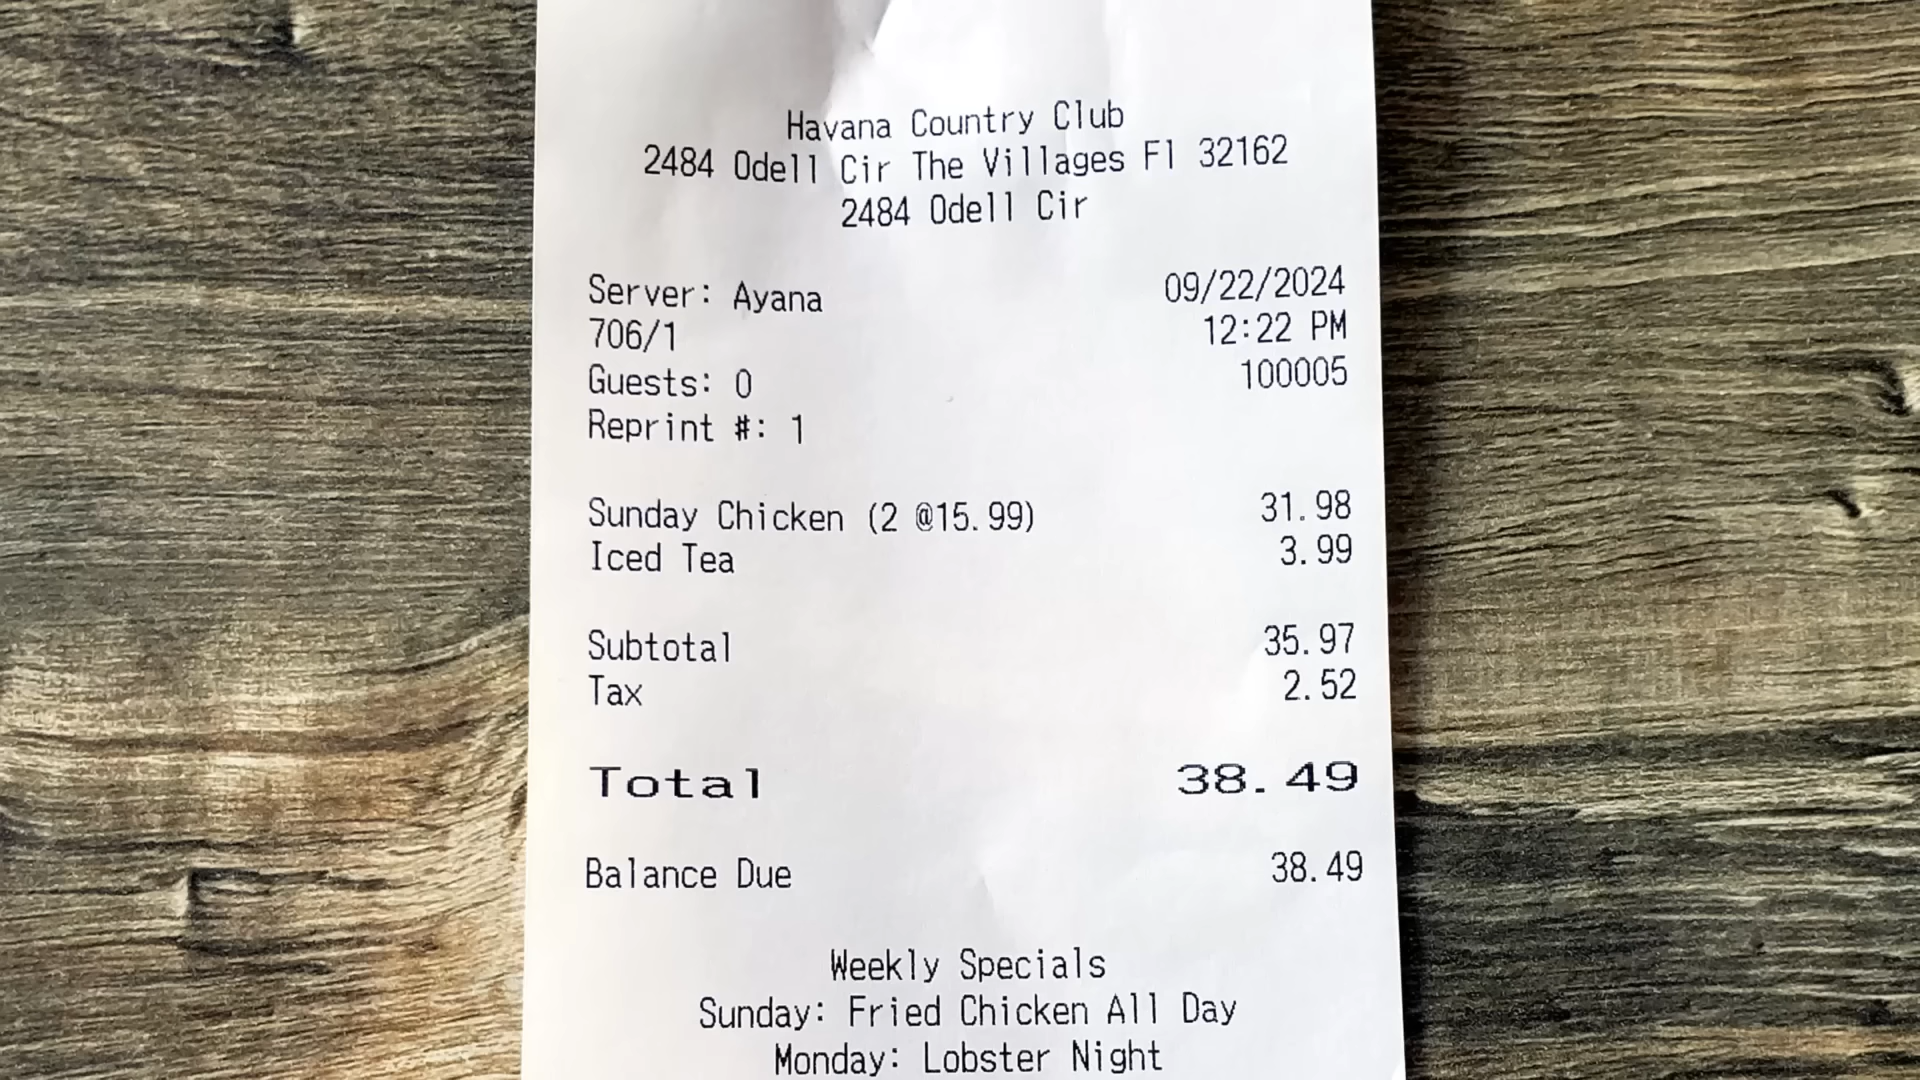 Havana Country Club
2484 Odell Cir The Villages Fl 32162
2484 Odell Cir
Server: Ayana 09/22/2024
706/1 12:22 PM
Guests: 0 100005
Reprint #: 1
Sunday Chicken (2 @15.99) 31.98
Iced Tea 3.99
Subtotal 35.97
Tax 2.52
Total 38.49
Balance Due 38.49
Weekly Specials
Sunday: Fried Chicken All Day
Monday: Lobster Night